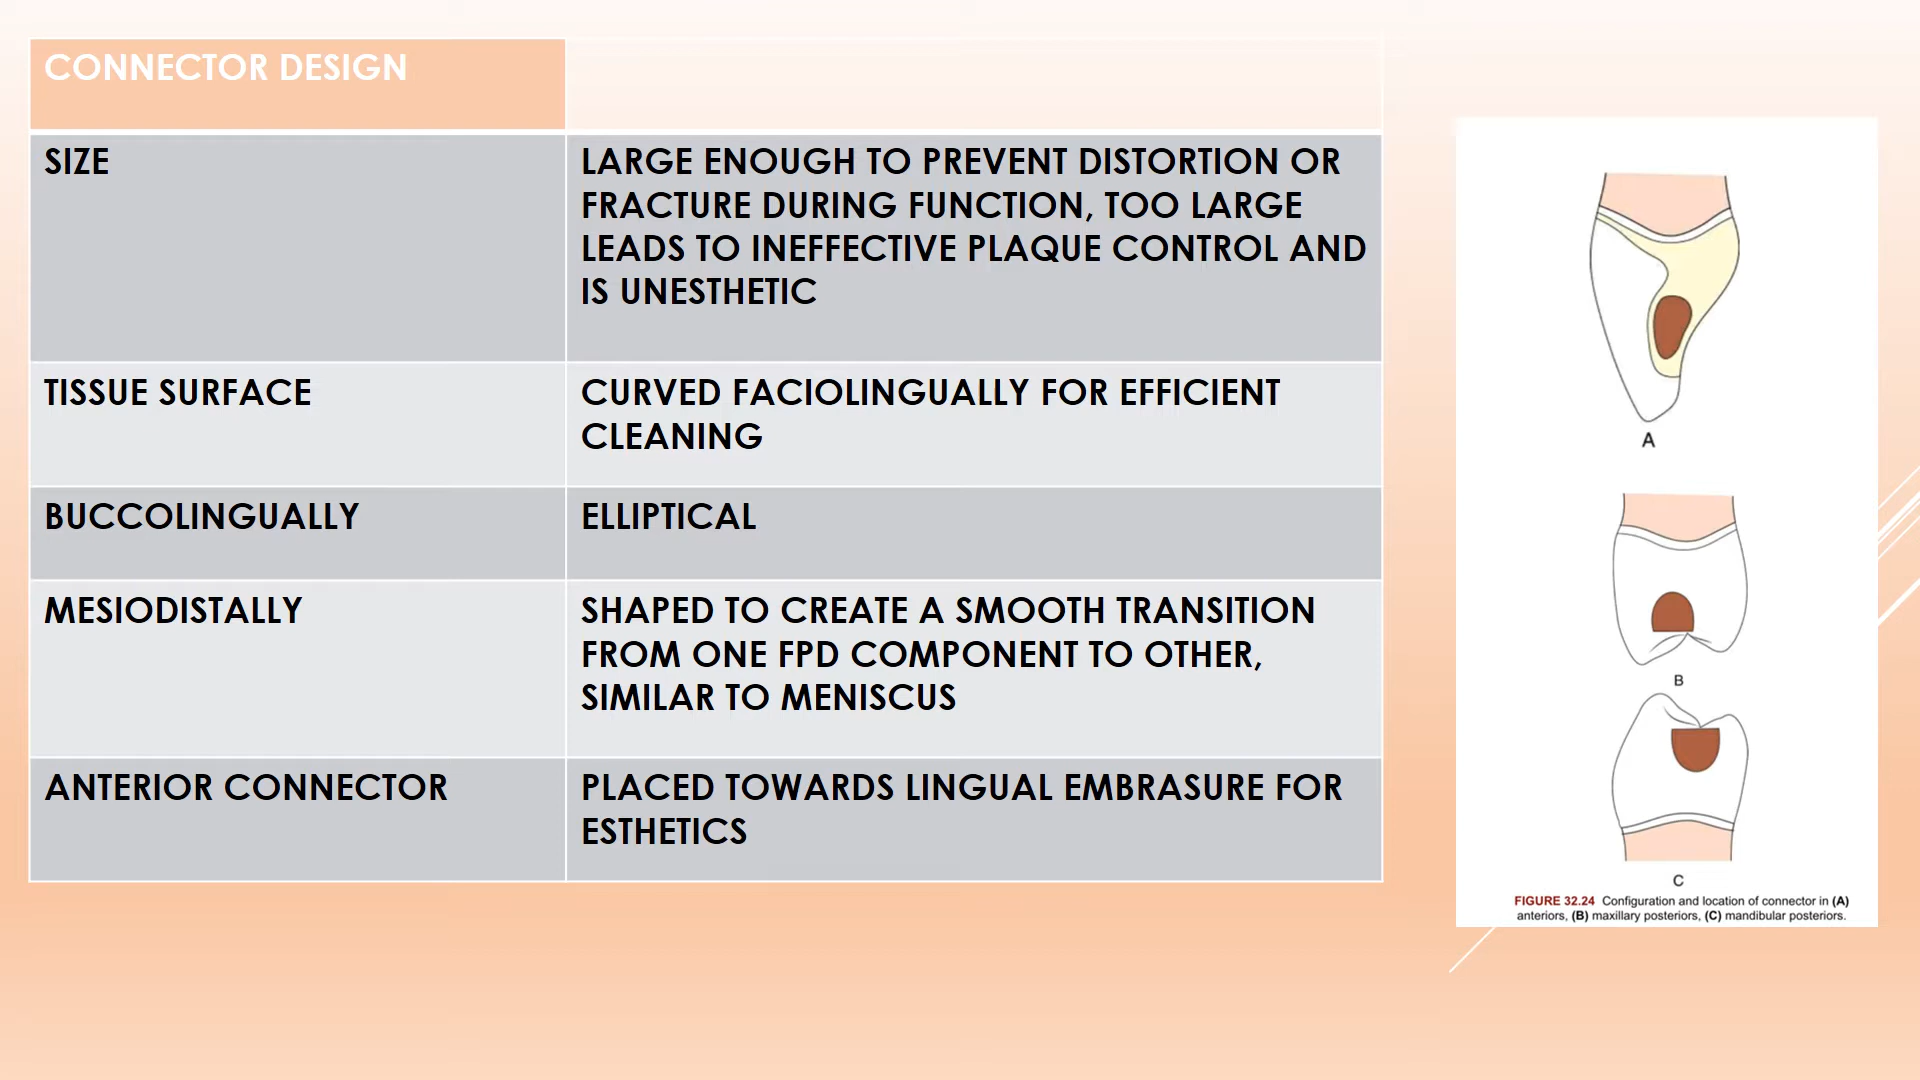 CONNECTOR DESIGN
SIZE
LARGE ENOUGH TO PREVENT DISTORTION OR
FRACTURE DURING FUNCTION, TOO LARGE
LEADS TO INEFFECTIVE PLAQUE CONTROL AND
IS UNESTHETIC
TISSUE SURFACE
CURVED FACIOLINGUALLY FOR EFFICIENT
CLEANING
BUCCOLINGUALLY
ELLIPTICAL
MESIODISTALLY
SHAPED TO CREATE A SMOOTH TRANSITION
FROM ONE FPD COMPONENT TO OTHER,
SIMILAR TO MENISCUS
ANTERIOR CONNECTOR
PLACED TOWARDS LINGUAL EMBRASURE FOR
ESTHETICS
A
B
C
FIGURE 32.24 Configuration and location of connector in (A)
anteriors, (B) maxillary posteriors, (C) mandibular posteriors.